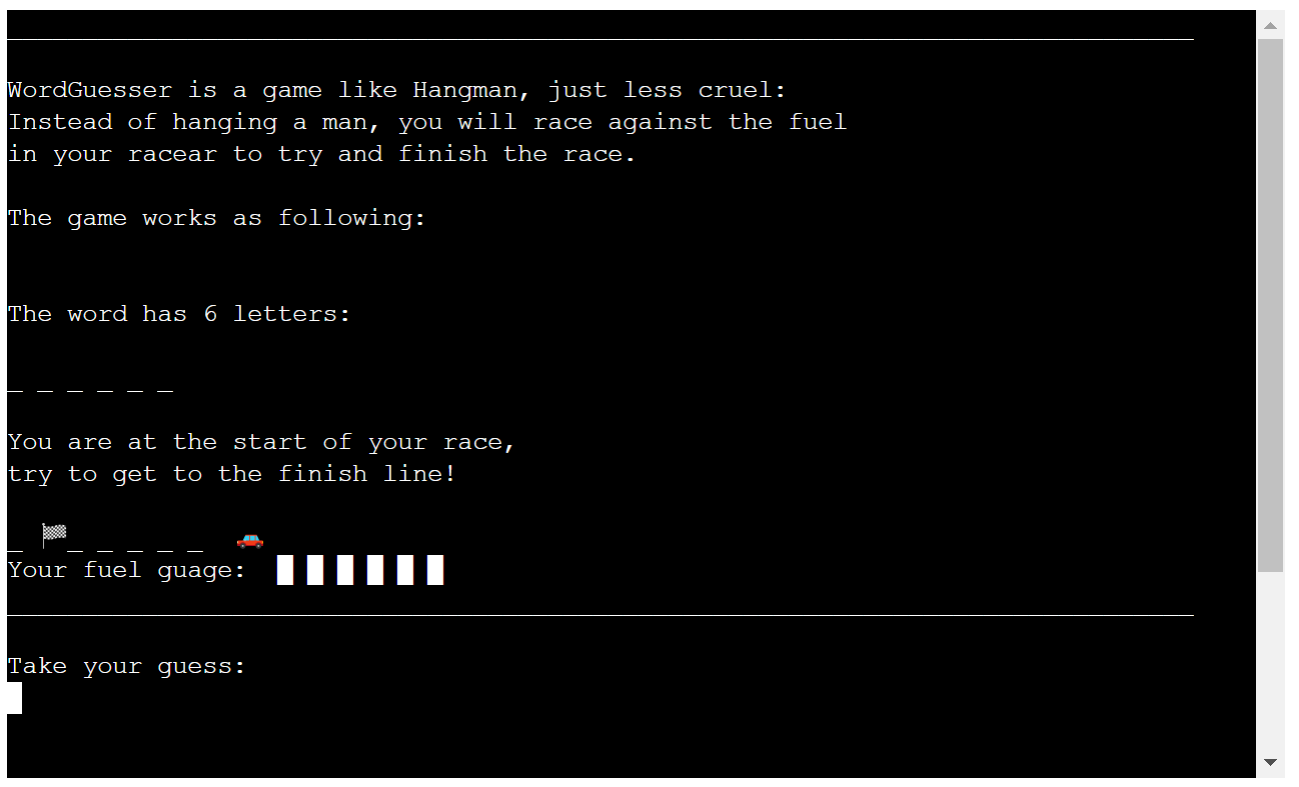 WordGuesser is a game like Hangman, just less cruel:
Instead of hanging a man, you will race against the fuel
in your racear to try and finish the race.
The game works as following:
The word has 6 letters:
_ _ _ _ _ _
You are at the start of your race,
try to get to the finish line!
_ 🏁_ _ _ _ _ 🚗
Your fuel guage: █ █ █ █ █ █
Take your guess: